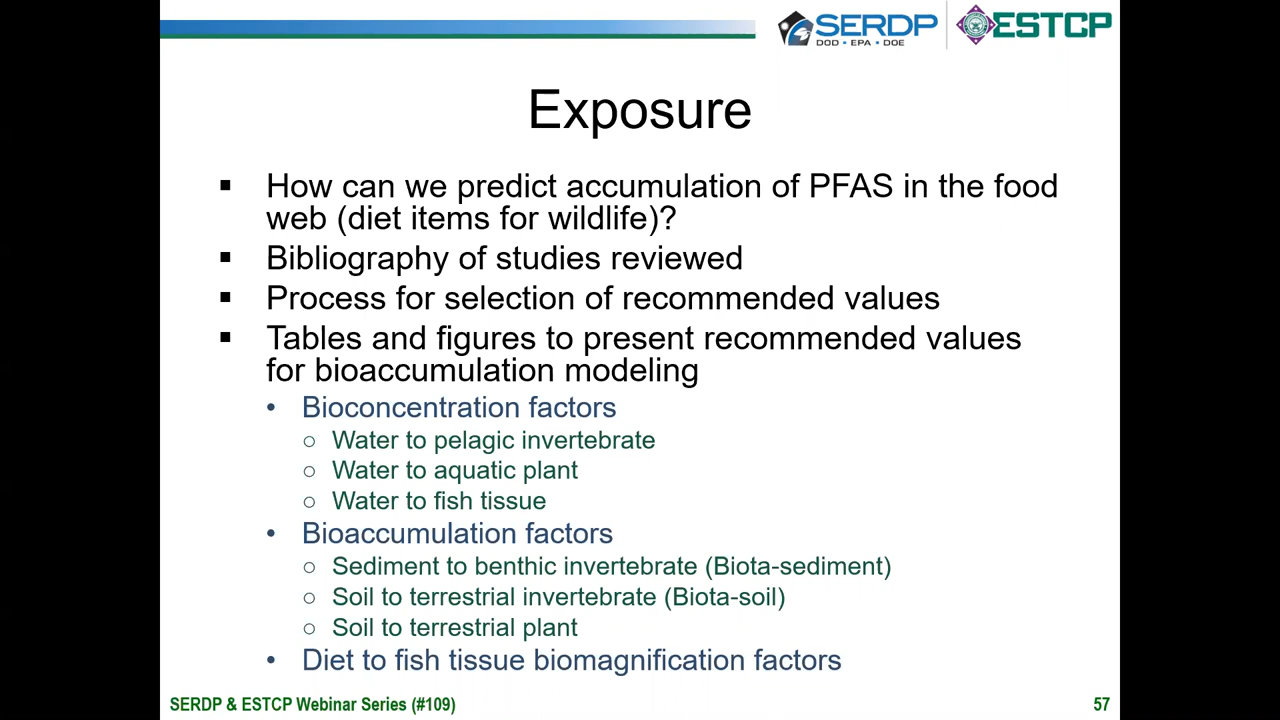 SERDP
DOD • EPA • DOE
ESTCP
Exposure
▪ How can we predict accumulation of PFAS in the food
web (diet items for wildlife)?
▪ Bibliography of studies reviewed
▪ Process for selection of recommended values
▪ Tables and figures to present recommended values
for bioaccumulation modeling
• Bioconcentration factors
○ Water to pelagic invertebrate
○ Water to aquatic plant
○ Water to fish tissue
• Bioaccumulation factors
○ Sediment to benthic invertebrate (Biota-sediment)
○ Soil to terrestrial invertebrate (Biota-soil)
○ Soil to terrestrial plant
• Diet to fish tissue biomagnification factors
SERDP & ESTCP Webinar Series (#109)
57